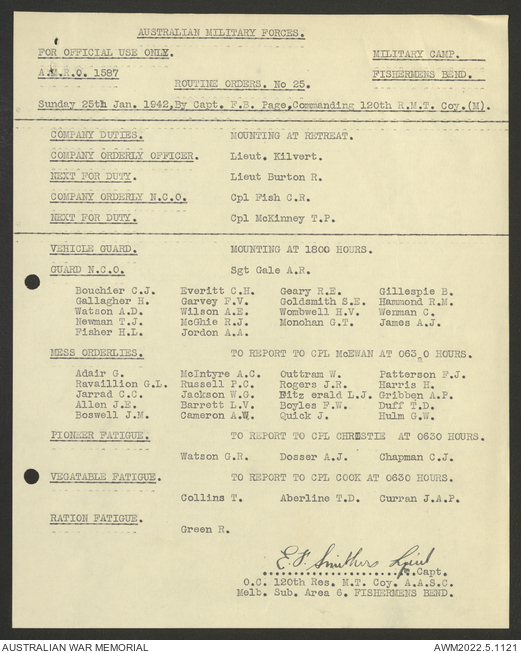 AUSTRALIAN MILITARY FORCES.
FOR OFFICIAL USE ONLY. MILITARY CAMP.
A.M.R.O. 1587 FISHERMENS BEND.
ROUTINE ORDERS. No 25.
Sunday 25th Jan. 1942, By Capt. F.B. Page, Commanding 120th R.M.T. Coy.(M).
COMPANY DUTIES. MOUNTING AT RETREAT.
COMPANY ORDERLY OFFICER. Lieut. Kilvert.
NEXT FOR DUTY. Lieut Burton R.
COMPANY ORDERLY N.C.O. Cpl Fish C.R.
NEXT FOR DUTY. Cpl McKinney T.P.
VEHICLE GUARD. MOUNTING AT 1800 HOURS.
GUARD N.C.O. Sgt Gale A.R.
Bouchier C.J. Everitt C.H. Geary R.E. Gillespie B.
Gallagher H. Garvey F.V. Goldsmith S.E. Hammond R.M.
Watson A.D. Wilson A.E. Wombwell H.V. Wenman C.
Newman T.J. McGhie R.J. Monohan G.T. James A.J.
Fisher H.L. Jordon A.A.
MESS ORDERLIES. TO REPORT TO CPL McEWAN AT 0630 HOURS.
Adair G. McIntyre A.C. Outtram W. Patterson F.J.
Ravaillion G.L. Russell P.C. Rogers J.R. Harris H.
Jarrad C.C. Jackson W.G. Fitz erald L.J. Gribben A.P.
Allen J.E. Barrett L.V. Boyles F.W. Duff T.D.
Boswell J.M. Cameron A.W. Quick J. Hulm G.W.
PIONEER FATIGUE. TO REPORT TO CPL CHRISTIE AT 0630 HOURS.
Watson G.R. Dosser A.J. Chapman C.J.
VEGATABLE FATIGUE. TO REPORT TO CPL COOK AT 0630 HOURS.
Collins T. Aberline T.D. Curran J.A.P.
RATION FATIGUE.
Green R.
E.F. Smithers Lieut
Capt.
O.C. 120th Res. M.T. Coy. A.A.S.C.
Melb. Sub. Area 6. FISHERMENS BEND.
AUSTRALIAN WAR MEMORIAL AWM2022.5.1121